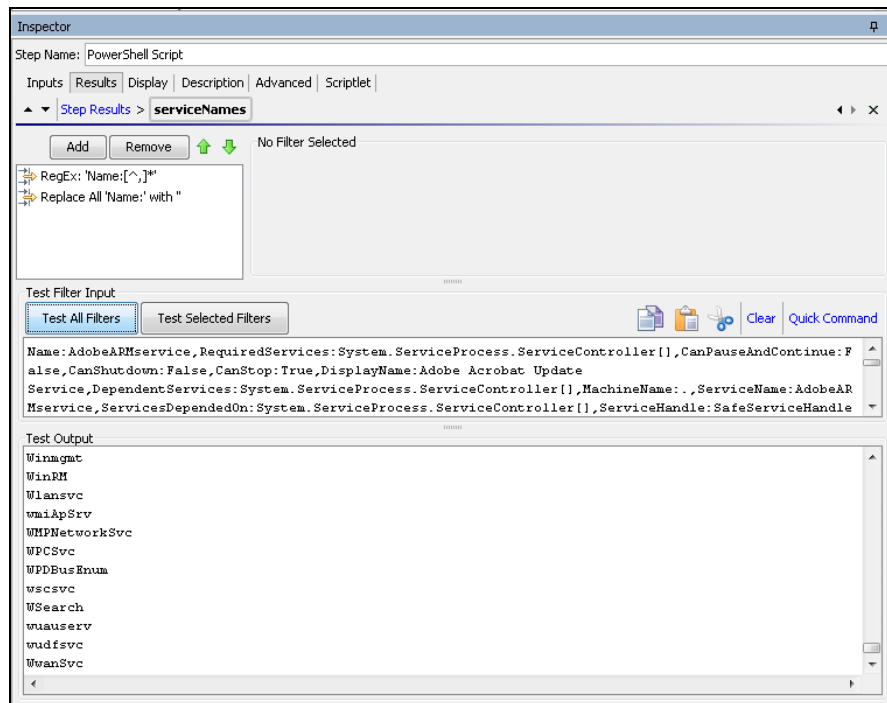 Inspector
Step Name: PowerShell Script
Inputs Results Display Description Advanced Scriptlet
Step Results > serviceNames
Add Remove No Filter Selected
RegEx: 'Name:[^,]*'
Replace All 'Name:' with ''
Test Filter Input
Test All Filters Test Selected Filters Clear Quick Command
Name:AdobeARMservice,RequiredServices:System.ServiceProcess.ServiceController[],CanPauseAndContinue:F
alse,CanShutdown:False,CanStop:True,DisplayName:Adobe Acrobat Update
Service,DependentServices:System.ServiceProcess.ServiceController[],MachineName:.,ServiceName:AdobeAR
Mservice,ServicesDependedOn:System.ServiceProcess.ServiceController[],ServiceHandle:SafeServiceHandle
Test Output
Winmgmt
WinRM
Wlansvc
wmiApSrv
WMPNetworkSvc
WPCSvc
WPDBusEnum
wscsvc
WSearch
wuauserv
wudfsvc
WwanSvc